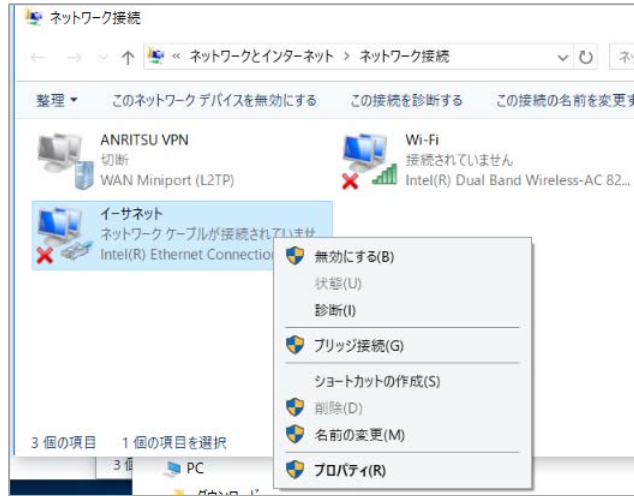 ネットワーク接続
« ネットワークとインターネット > ネットワーク接続
整理 このネットワーク デバイスを無効にする この接続を診断する この接続の名前を変更す
ANRITSU VPN
切断
WAN Miniport (L2TP)
Wi-Fi
接続されていません
Intel(R) Dual Band Wireless-AC 82...
イーサネット
ネットワーク ケーブルが接続されていませ
Intel(R) Ethernet Connection
無効にする(B)
状態(U)
診断(I)
ブリッジ接続(G)
ショートカットの作成(S)
削除(D)
名前の変更(M)
プロパティ(R)
3 個の項目 1 個の項目を選択
3 個
PC
ダウンロード